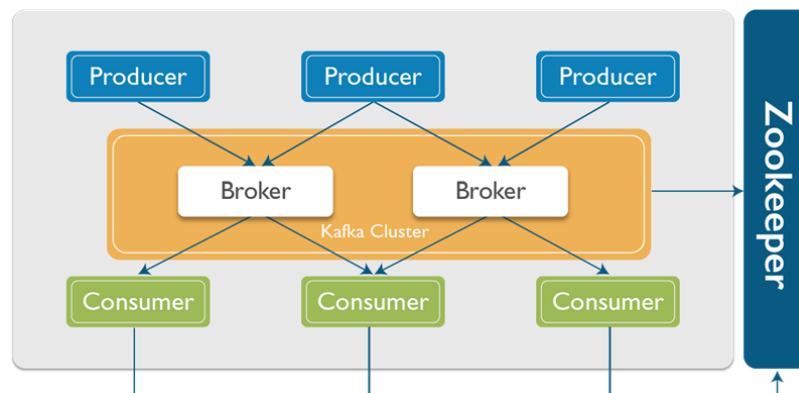 Producer
Producer
Producer
Broker
Broker
Kafka Cluster
Consumer
Consumer
Consumer
Zookeeper